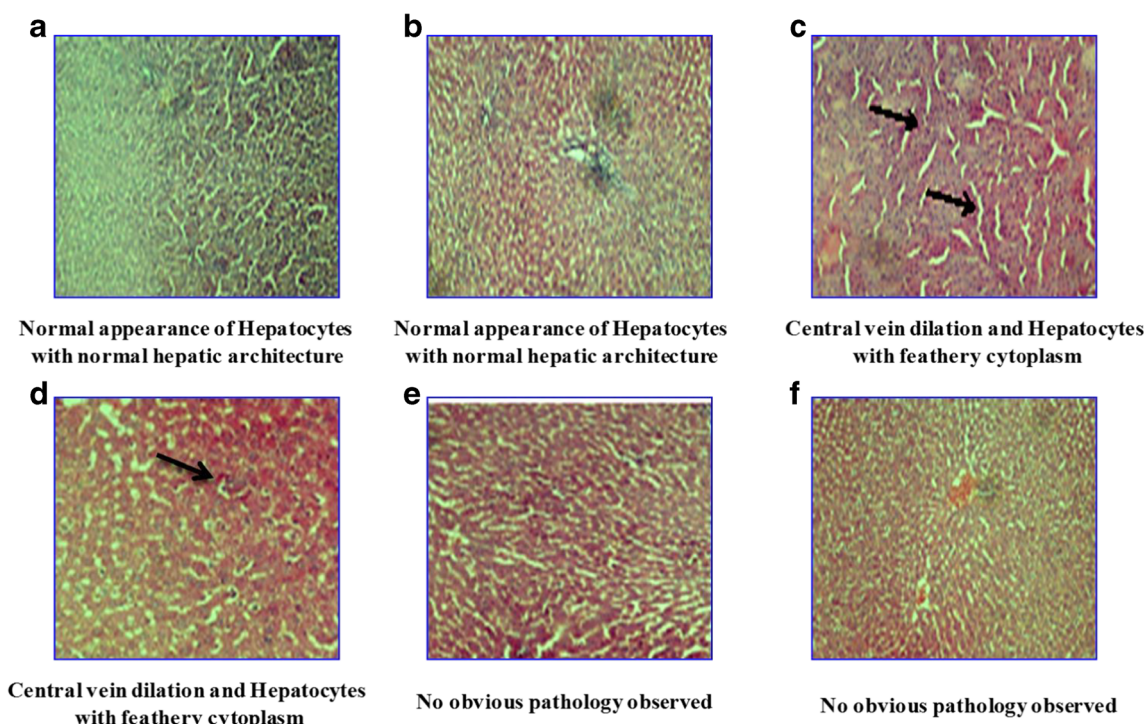 a
b
c
Normal appearance of Hepatocytes
with normal hepatic architecture
Normal appearance of Hepatocytes
with normal hepatic architecture
Central vein dilation and Hepatocytes
with feathery cytoplasm
d
e
f
Central vein dilation and Hepatocytes
with feathery cytoplasm
No obvious pathology observed
No obvious pathology observed